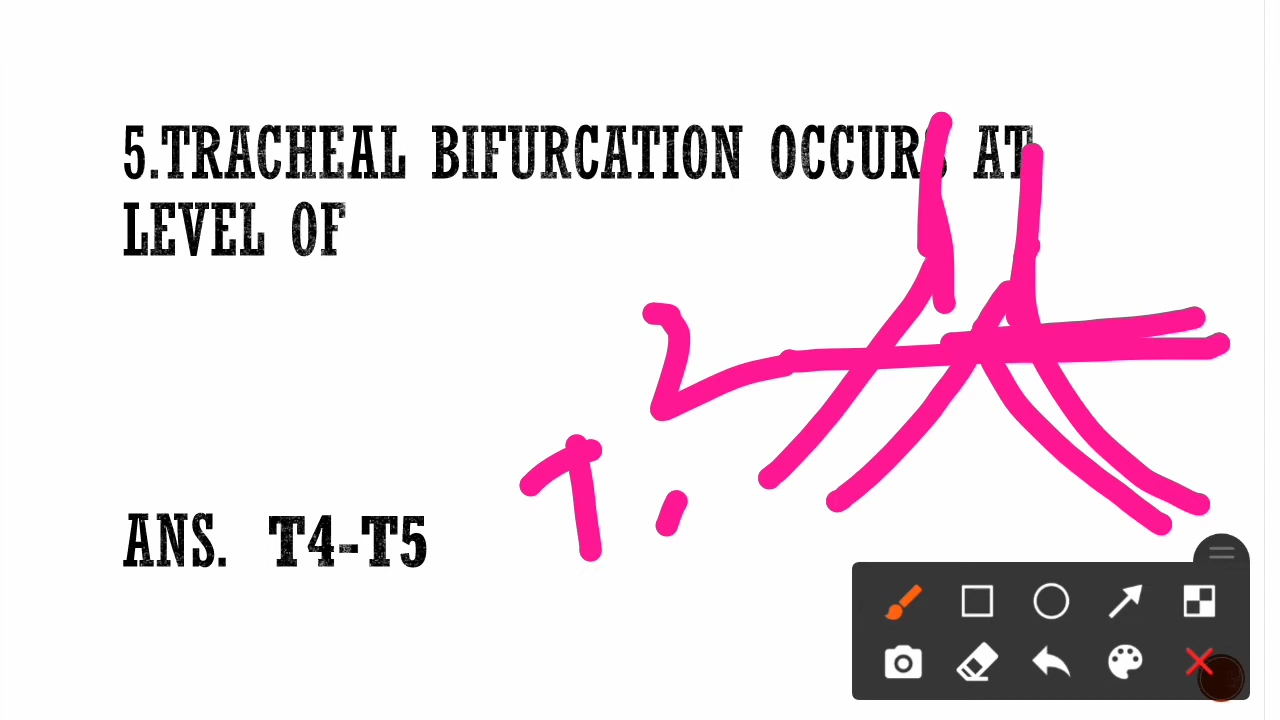 5.TRACHEAL BIFURCATION OCCURS AT
LEVEL OF
ANS. T4-T5